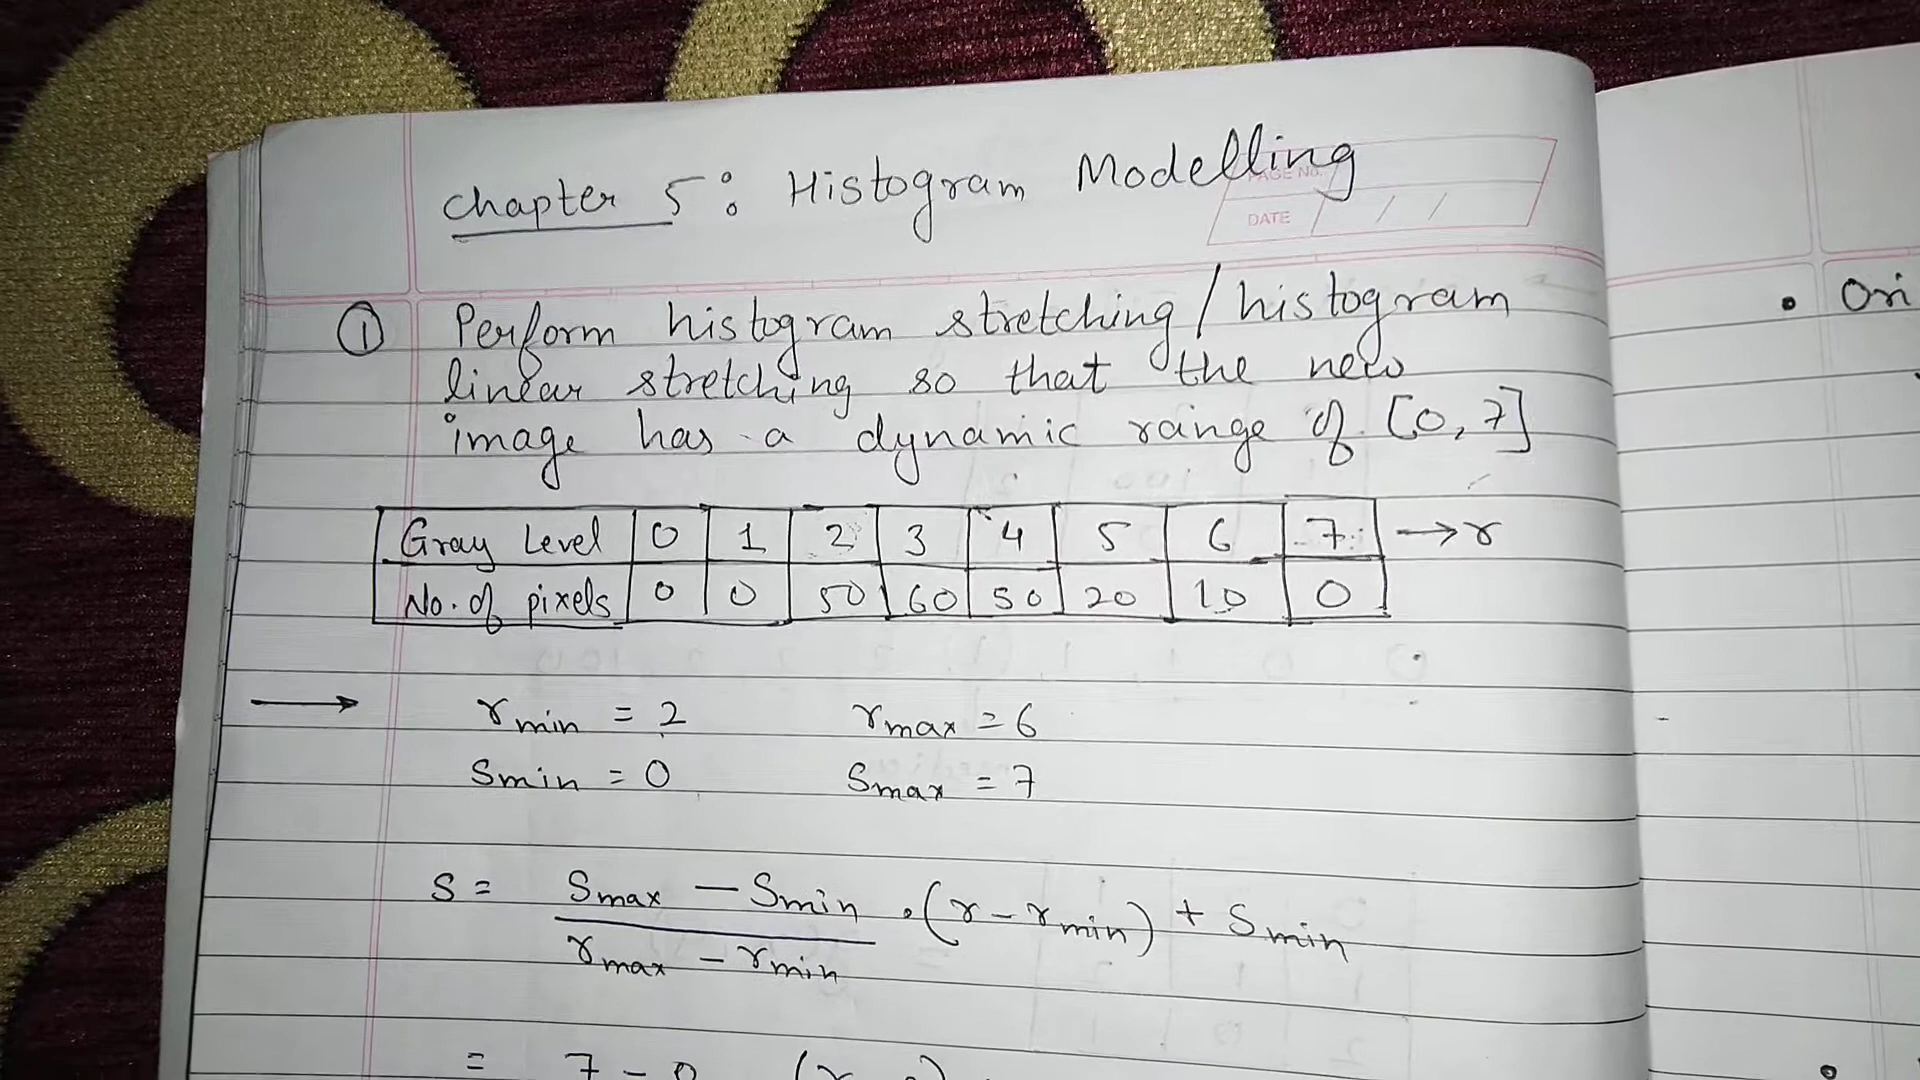 Chapter 5: Histogram Modelling
PAGE NO.
DATE / /
① Perform histogram stretching / histogram
linear stretching so that the new
image has a dynamic range of [0, 7]
Gray Level 0 1 2 3 4 5 6 7 → r
No. of pixels 0 0 50 60 50 20 10 0
→ rmin = 2 rmax = 6
Smin = 0 Smax = 7
S = Smax − Smin . (r − rmin) + Smin
rmax − rmin
= 7 − 0 (r
• Ori